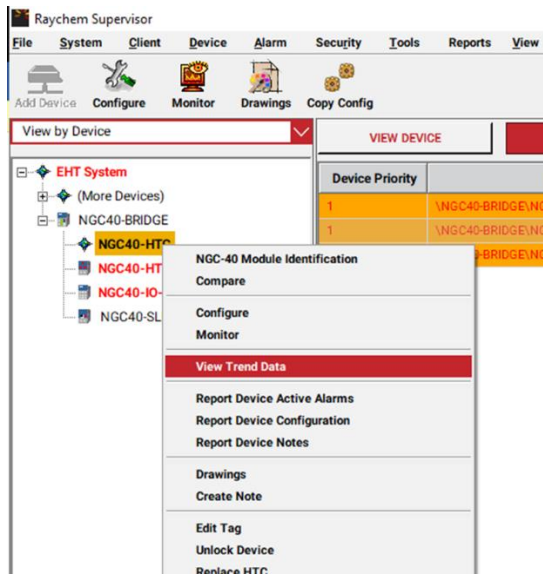 Raychem Supervisor
File System Client Device Alarm Security Tools Reports View
Add Device Configure Monitor Drawings Copy Config
View by Device
VIEW DEVICE
EHT System
(More Devices)
NGC40-BRIDGE
NGC40-HTC
NGC40-HT
NGC40-IO-
NGC40-SL
Device Priority
1 \NGC40-BRIDGE\NG
1 \NGC40-BRIDGE\NG
-BRIDGE\NG
NGC-40 Module Identification
Compare
Configure
Monitor
View Trend Data
Report Device Active Alarms
Report Device Configuration
Report Device Notes
Drawings
Create Note
Edit Tag
Unlock Device
Replace HTC